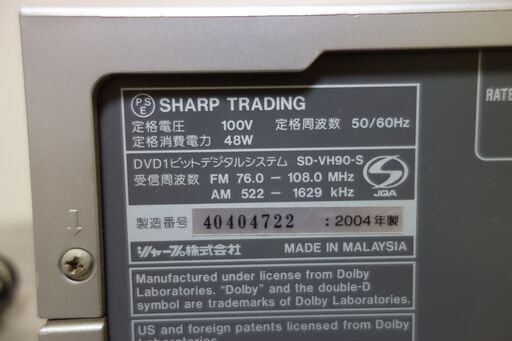 PSE SHARP TRADING
定格電圧 100V 定格周波数 50/60Hz
定格消費電力 48W
DVD1ビットデジタルシステム SD-VH90-S
受信周波数 FM 76.0 - 108.0 MHz
AM 522 - 1629 kHz
JQA
製造番号 40404722 : 2004年製
シャープ株式会社 MADE IN MALAYSIA
Manufactured under license from Dolby
Laboratories. "Dolby" and the double-D
symbol are trademarks of Dolby Laboratories.
US and foreign patents licensed from Dolby
RATE